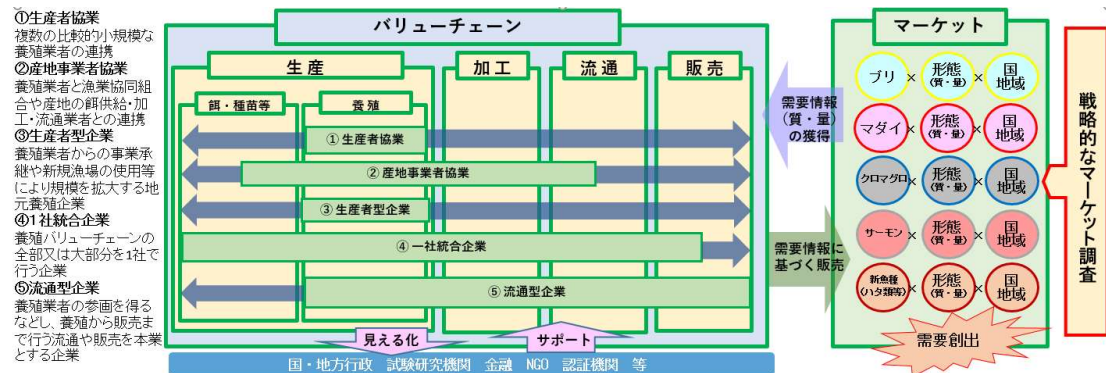 ①生産者協業
複数の比較的小規模な
養殖業者の連携
②産地事業者協業
養殖業者と漁業協同組
合や産地の餌供給・加
工・流通業者との連携
③生産者型企業
養殖業者からの事業承
継や新規漁場の使用等
により規模を拡大する地
元養殖企業
④1社統合企業
養殖バリューチェーンの
全部又は大部分を1社で
行う企業
⑤流通型企業
養殖業者の参画を得る
などし、養殖から販売ま
で行う流通や販売を本業
とする企業
バリューチェーン
生産
加工
流通
販売
餌・種苗等
養殖
① 生産者協業
② 産地事業者協業
③ 生産者型企業
④ 一社統合企業
⑤ 流通型企業
見える化
サポート
国・地方行政 試験研究機関 金融 NGO 認証機関 等
需要情報
(質・量)
の獲得
需要情報に
基づく販売
マーケット
ブリ × 形態 (質・量) × 国 地域
マダイ × 形態 (質・量) × 国 地域
クロマグロ × 形態 (質・量) × 国 地域
サーモン × 形態 (質・量) × 国 地域
新魚種 (ハタ類等) × 形態 (質・量) × 国 地域
需要創出
戦略的なマーケット調査